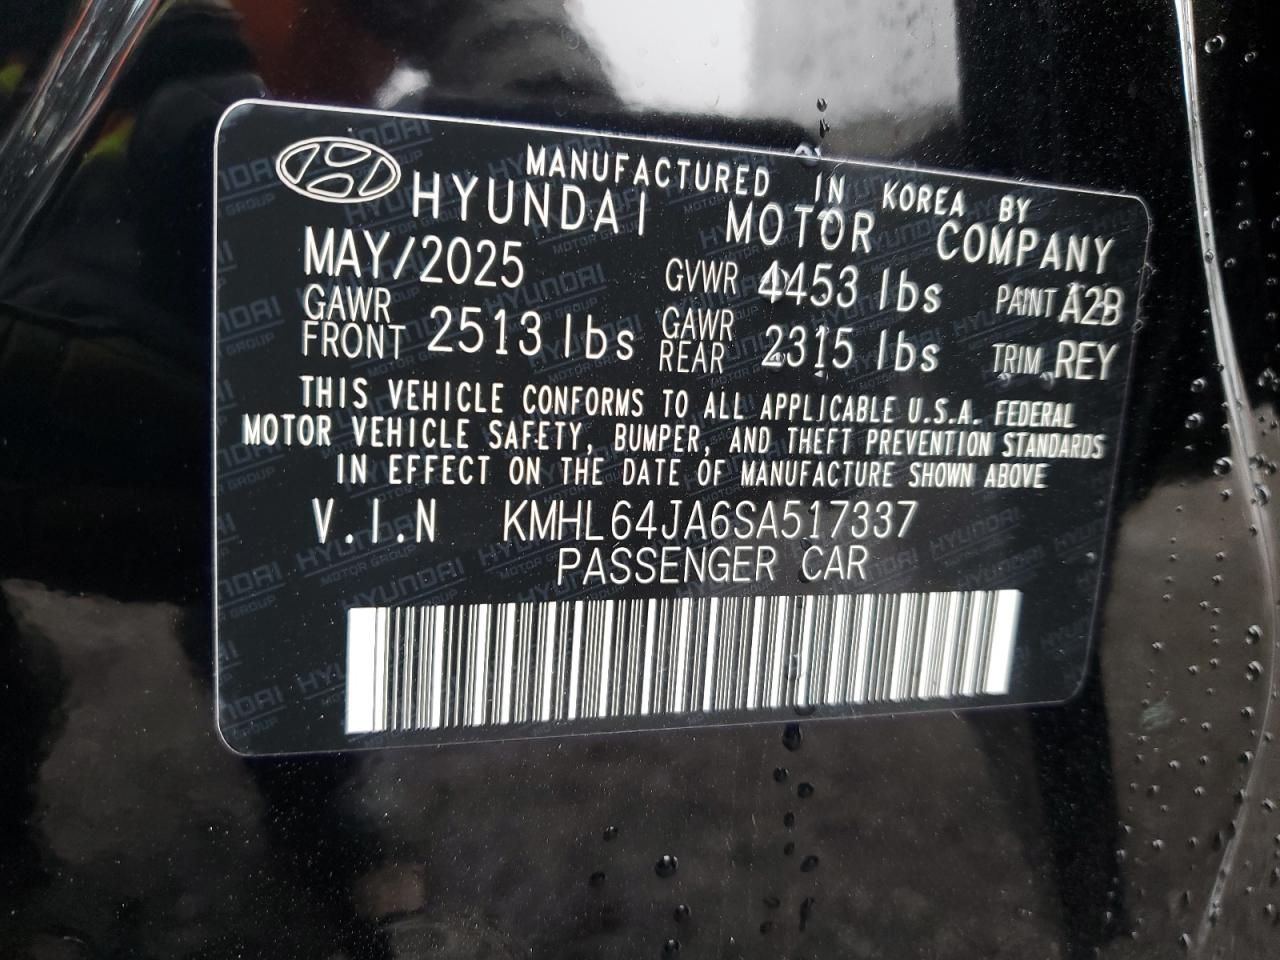 MANUFACTURED IN KOREA BY
HYUNDAI MOTOR COMPANY
MAY/2025 GVWR 4453 lbs PAINT A2B
GAWR FRONT 2513 lbs GAWR REAR 2315 lbs TRIM REY
THIS VEHICLE CONFORMS TO ALL APPLICABLE U.S.A. FEDERAL
MOTOR VEHICLE SAFETY, BUMPER, AND THEFT PREVENTION STANDARDS
IN EFFECT ON THE DATE OF MANUFACTURE SHOWN ABOVE
V.I.N KMHL64JA6SA517337
PASSENGER CAR